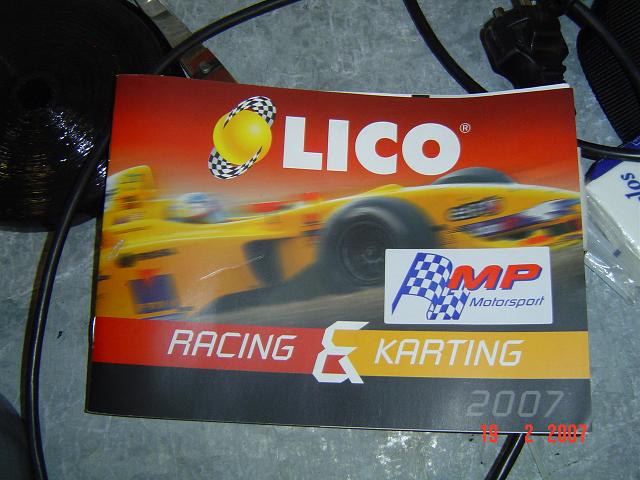 LICO®
MP
Motorsport
RACING & KARTING
2007
19 2 2007